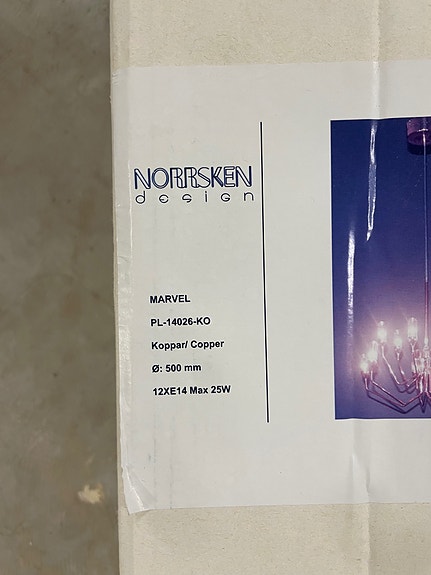 NORRSKEN
design
MARVEL
PL-14026-KO
Koppar/ Copper
Ø: 500 mm
12XE14 Max 25W